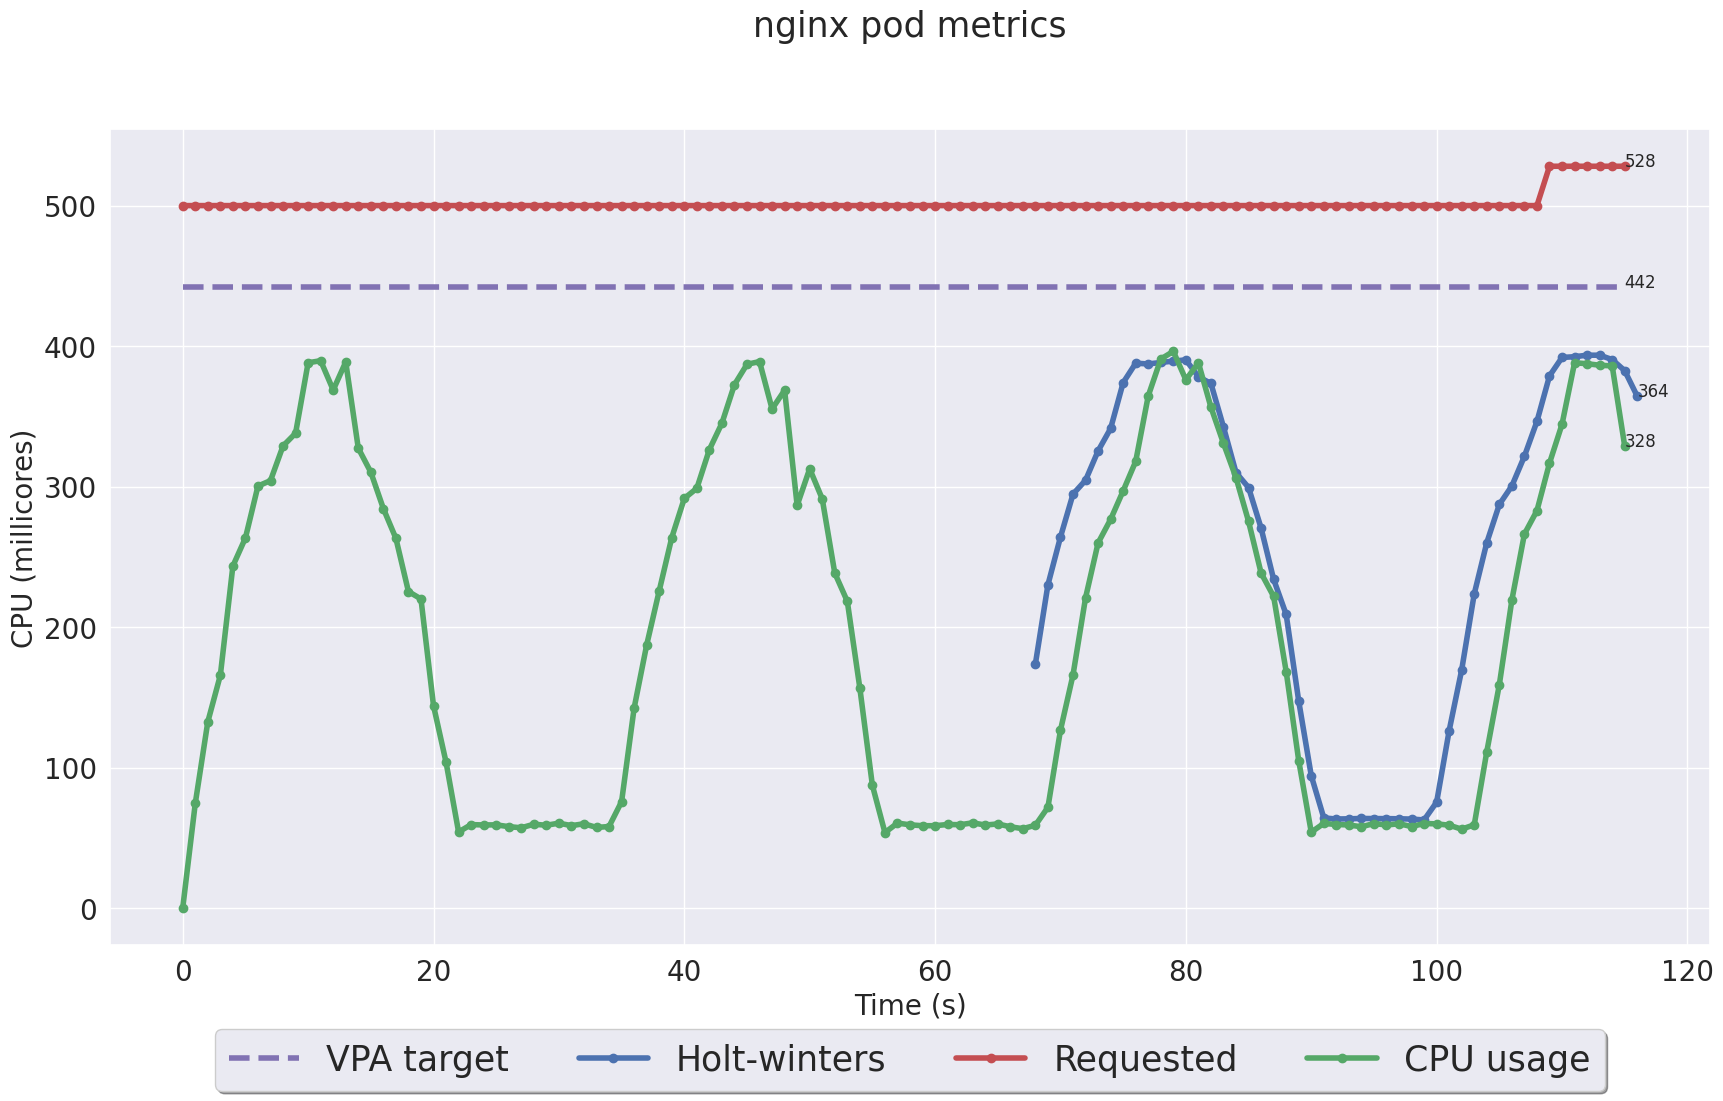 nginx pod metrics
528
500
442
400
364
328
300
200
100
0
CPU (millicores)
0 20 40 60 80 100 120
Time (s)
VPA target Holt-winters Requested CPU usage